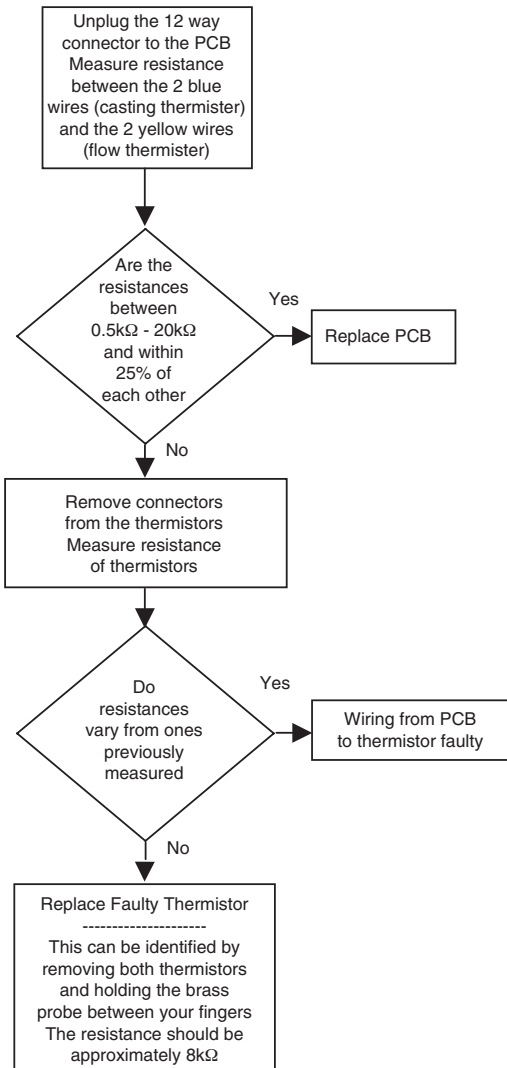 Unplug the 12 way
connector to the PCB
Measure resistance
between the 2 blue
wires (casting thermister)
and the 2 yellow wires
(flow thermister)
Are the
resistances
between
0.5kΩ - 20kΩ
and within
25% of
each other
Yes
Replace PCB
No
Remove connectors
from the thermistors
Measure resistance
of thermistors
Do
resistances
vary from ones
previously
measured
Yes
Wiring from PCB
to thermistor faulty
No
Replace Faulty Thermistor
---------------------
This can be identified by
removing both thermistors
and holding the brass
probe between your fingers
The resistance should be
approximately 8kΩ